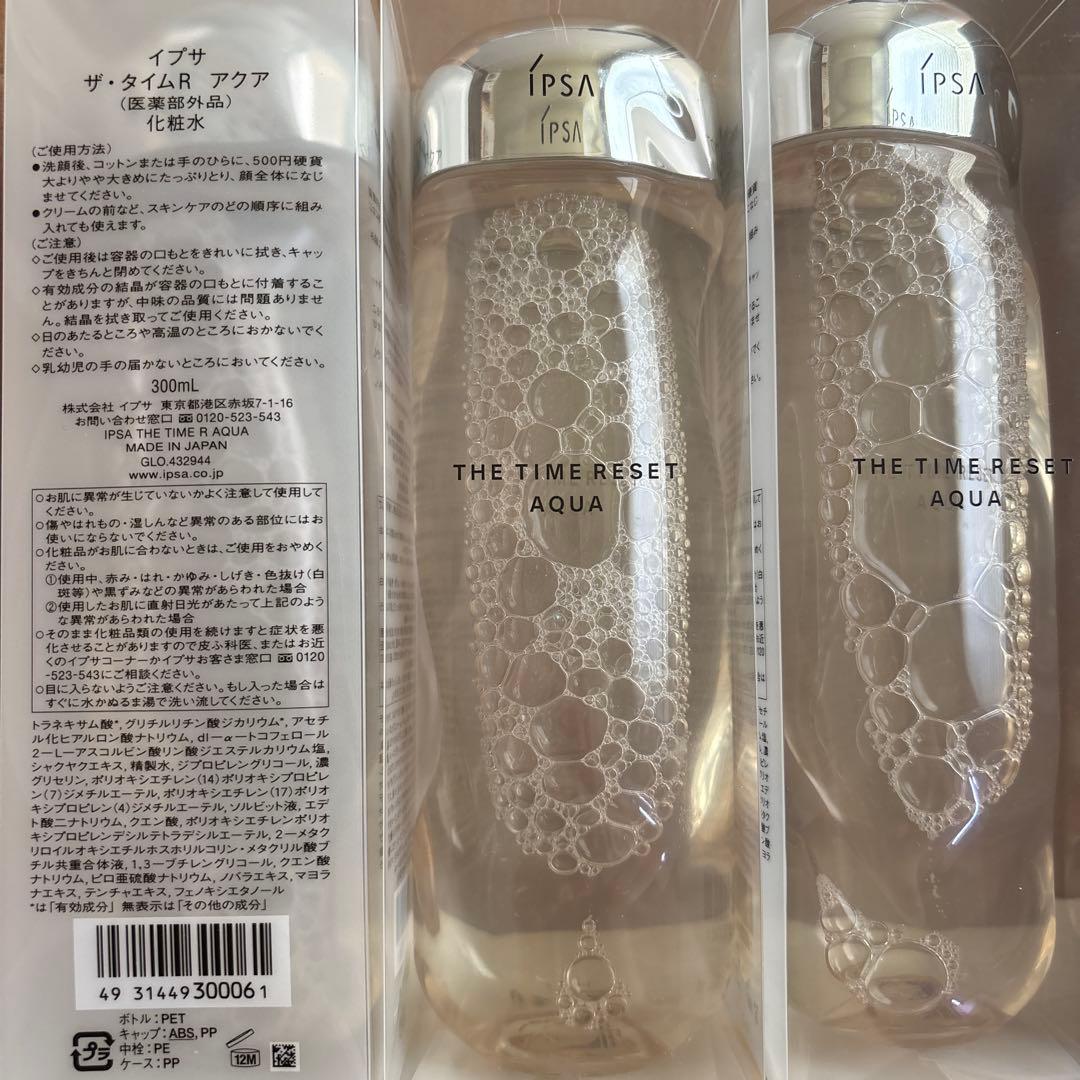 イプサ
ザ・タイムR アクア
（医薬部外品）
化粧水
〈ご使用方法〉
●洗顔後、コットンまたは手のひらに、500円硬貨
大よりやや大きめにたっぷりとり、顔全体になじ
ませてください。
●クリームの前など、スキンケアのどの順序に組み
入れても使えます。
〈ご注意〉
◇ご使用後は容器の口もとをきれいに拭き、キャッ
プをきちんと閉めてください。
◇有効成分の結晶が容器の口もとに付着するこ
とがありますが、中味の品質には問題ありませ
ん。結晶を拭き取ってご使用ください。
◇日のあたるところや高温のところにおかないでく
ださい。
◇乳幼児の手の届かないところにおいてください。
300mL
株式会社 イプサ 東京都港区赤坂7-1-16
お問い合わせ窓口 0120-523-543
IPSA THE TIME R AQUA
MADE IN JAPAN
GLO.432944
www.ipsa.co.jp
○お肌に異常が生じていないかよく注意して使用して
ください。
○傷やはれもの・湿しんなど異常のある部位にはお
使いにならないでください。
○化粧品がお肌に合わないときは、ご使用をおやめく
ださい。
①使用中、赤み・はれ・かゆみ・しげき・色抜け（白
斑等）や黒ずみなどの異常があらわれた場合
②使用したお肌に直射日光があたって上記のよう
な異常があらわれた場合
○そのまま化粧品類の使用を続けますと症状を悪
化させることがありますので皮ふ科医、またはお近
くのイプサコーナーかイプサお客さま窓口 0120
-523-543にご相談ください。
○目に入らないようご注意ください。もし入った場合は
すぐに水かぬるま湯で洗い流してください。
トラネキサム酸*，グリチルリチン酸ジカリウム*，アセチ
ル化ヒアルロン酸ナトリウム，dl-α-トコフェロール
2-L-アスコルビン酸リン酸ジエステルカリウム塩，
シャクヤクエキス，精製水，ジプロピレングリコール，濃
グリセリン，ポリオキシエチレン(14)ポリオキシプロピレ
ン(7)ジメチルエーテル，ポリオキシエチレン(17)ポリオ
キシプロピレン(4)ジメチルエーテル，ソルビット液，エデ
ト酸二ナトリウム，クエン酸，ポリオキシエチレンポリオ
キシプロピレンデシルテトラデシルエーテル，2-メタク
リロイルオキシエチルホスホリルコリン・メタクリル酸ブ
チル共重合体液，1,3-ブチレングリコール，クエン酸
ナトリウム，ピロ亜硫酸ナトリウム，ノバラエキス，マヨラ
ナエキス，テンチャエキス，フェノキシエタノール
*は「有効成分」 無表示は「その他の成分」
49 31449 300061
ボトル：PET
キャップ：ABS, PP
中栓：PE
ケース：PP
プラ
12M
IPSA
IPSA
THE TIME RESET
AQUA
IPSA
IPSA
THE TIME RESET
AQUA